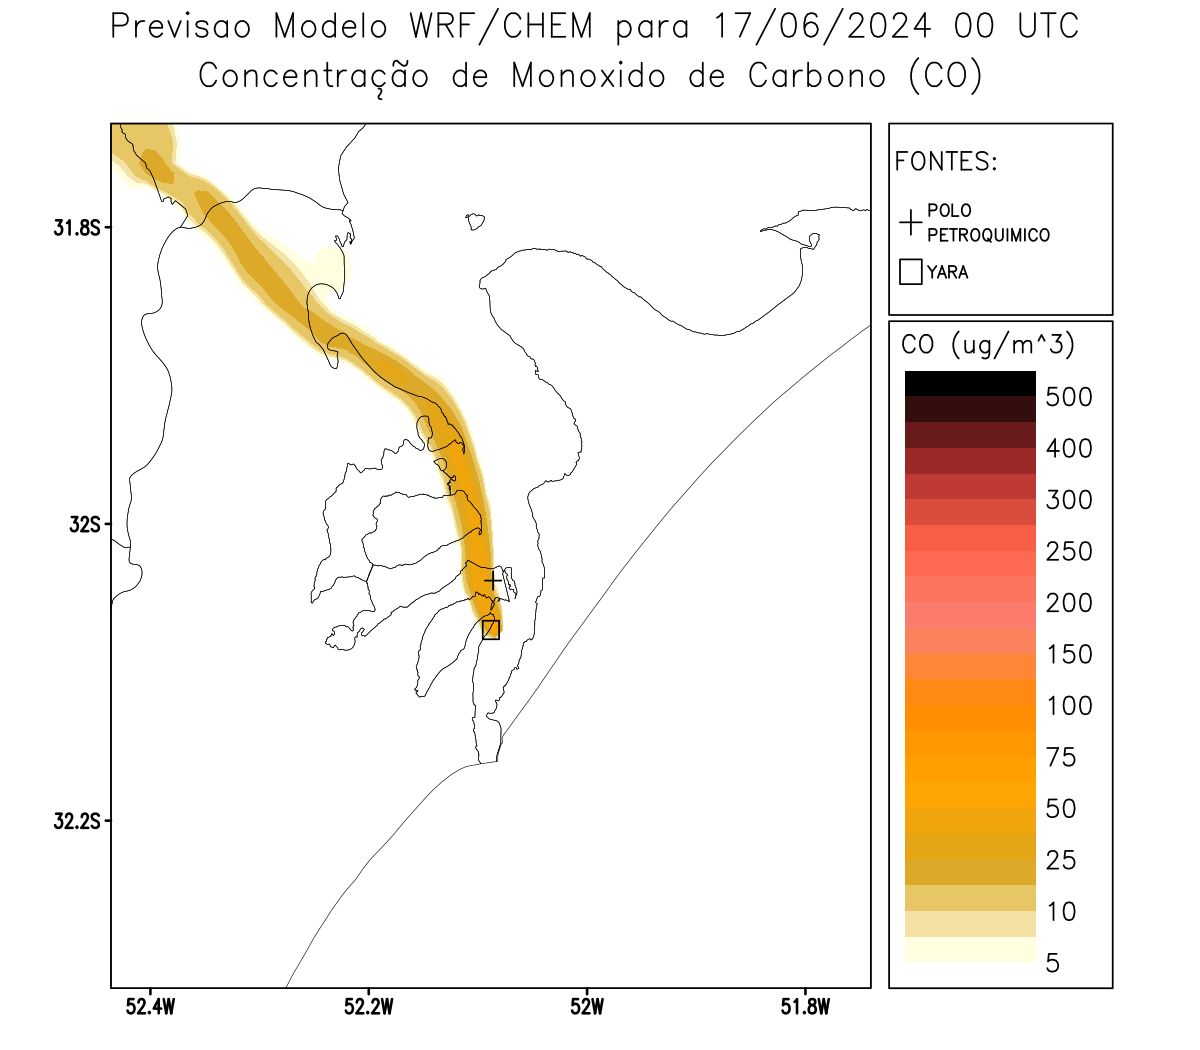 Previsao Modelo WRF/CHEM para 17/06/2024 00 UTC
Concentração de Monoxido de Carbono (CO)
FONTES:
POLO
PETROQUIMICO
YARA
CO (ug/m^3)
500
400
300
250
200
150
100
75
50
25
10
5
31.8S
32S
32.2S
52.4W
52.2W
52W
51.8W